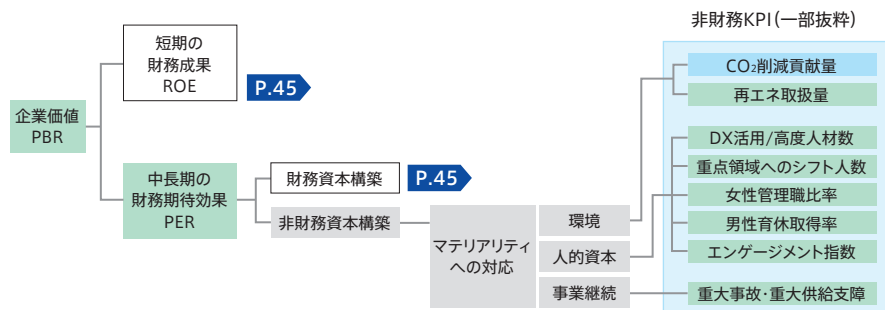 非財務KPI(一部抜粋)
短期の
財務成果
ROE
P.45
企業価値
PBR
中長期の
財務期待効果
PER
財務資本構築
P.45
非財務資本構築
マテリアリティ
への対応
環境
人的資本
事業継続
CO₂削減貢献量
再エネ取扱量
DX活用/高度人材数
重点領域へのシフト人数
女性管理職比率
男性育休取得率
エンゲージメント指数
重大事故・重大供給支障